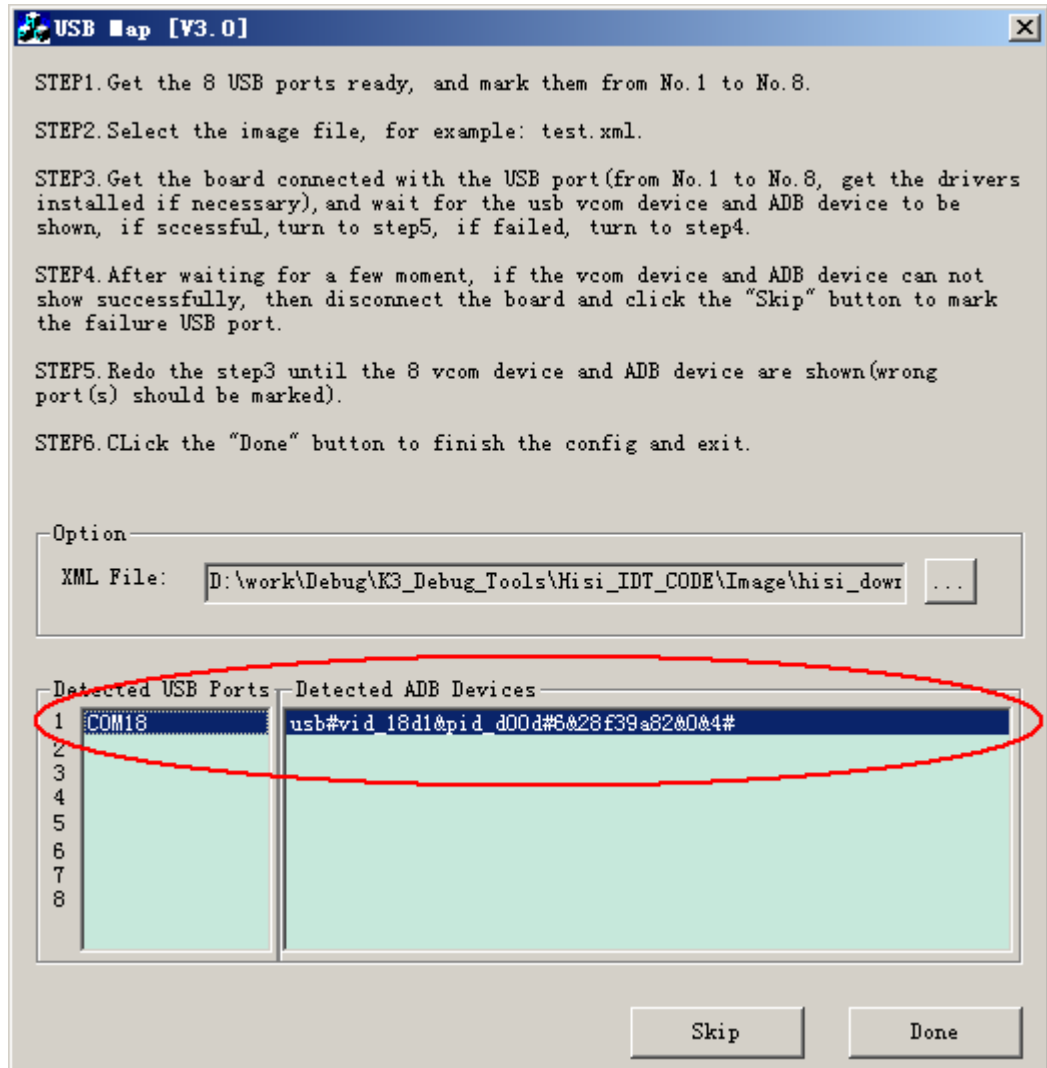 USB Map [V3.0]
STEP1.Get the 8 USB ports ready, and mark them from No.1 to No.8.
STEP2.Select the image file, for example: test.xml.
STEP3.Get the board connected with the USB port(from No.1 to No.8, get the drivers
installed if necessary),and wait for the usb vcom device and ADB device to be
shown, if sccessful,turn to step5, if failed, turn to step4.
STEP4.After waiting for a few moment, if the vcom device and ADB device can not
show successfully, then disconnect the board and click the "Skip" button to mark
the failure USB port.
STEP5.Redo the step3 until the 8 vcom device and ADB device are shown(wrong
port(s) should be marked).
STEP6.CLick the "Done" button to finish the config and exit.
Option
XML File: D:\work\Debug\K3_Debug_Tools\Hisi_IDT_CODE\Image\hisi_down ...
Detected USB Ports Detected ADB Devices
1 COM18 usb#vid_18d1&pid_d00d#6&28f39a82&0&4#
2
3
4
5
6
7
8
Skip Done